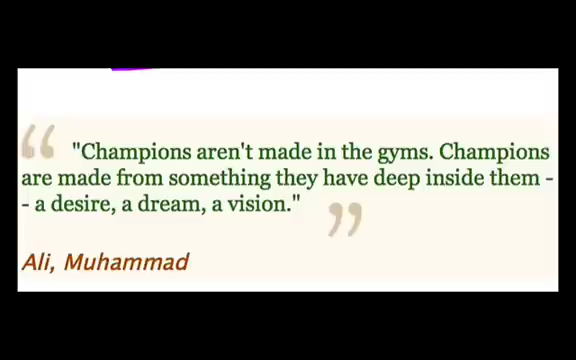 "Champions aren't made in the gyms. Champions
are made from something they have deep inside them -
- a desire, a dream, a vision."
Ali, Muhammad